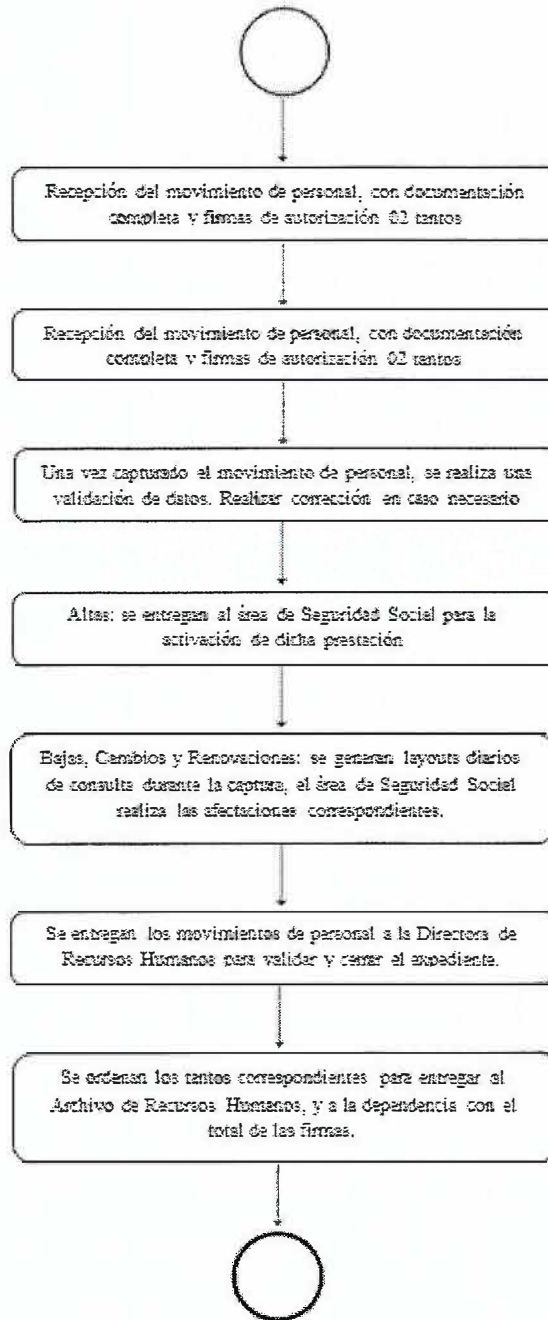 Recepción del movimiento de personal, con documentación
completa y firmas de autorización 02 tantos
Recepción del movimiento de personal, con documentación
completa y firmas de autorización 02 tantos
Una vez capturado el movimiento de personal, se realiza una
validación de datos. Realizar corrección en caso necesario
Altas: se entregan al área de Seguridad Social para la
activación de dicha prestación
Bajas, Cambios y Renovaciones: se generan layouts diarios
de consulta durante la captura, el área de Seguridad Social
realiza las afectaciones correspondientes.
Se entregan los movimientos de personal a la Directora de
Recursos Humanos para validar y cerrar el expediente.
Se ordenan los tantos correspondientes para entregar al
Archivo de Recursos Humanos, y a la dependencia con el
total de las firmas.